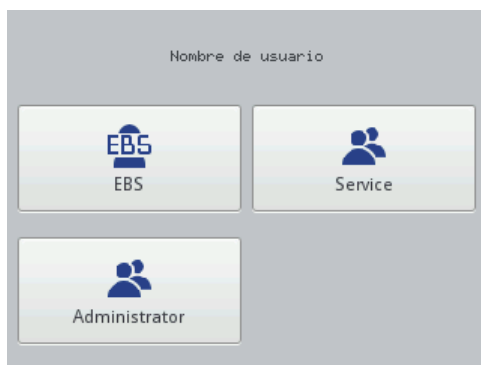 Nombre de usuario
EBS
EBS
Service
Administrator